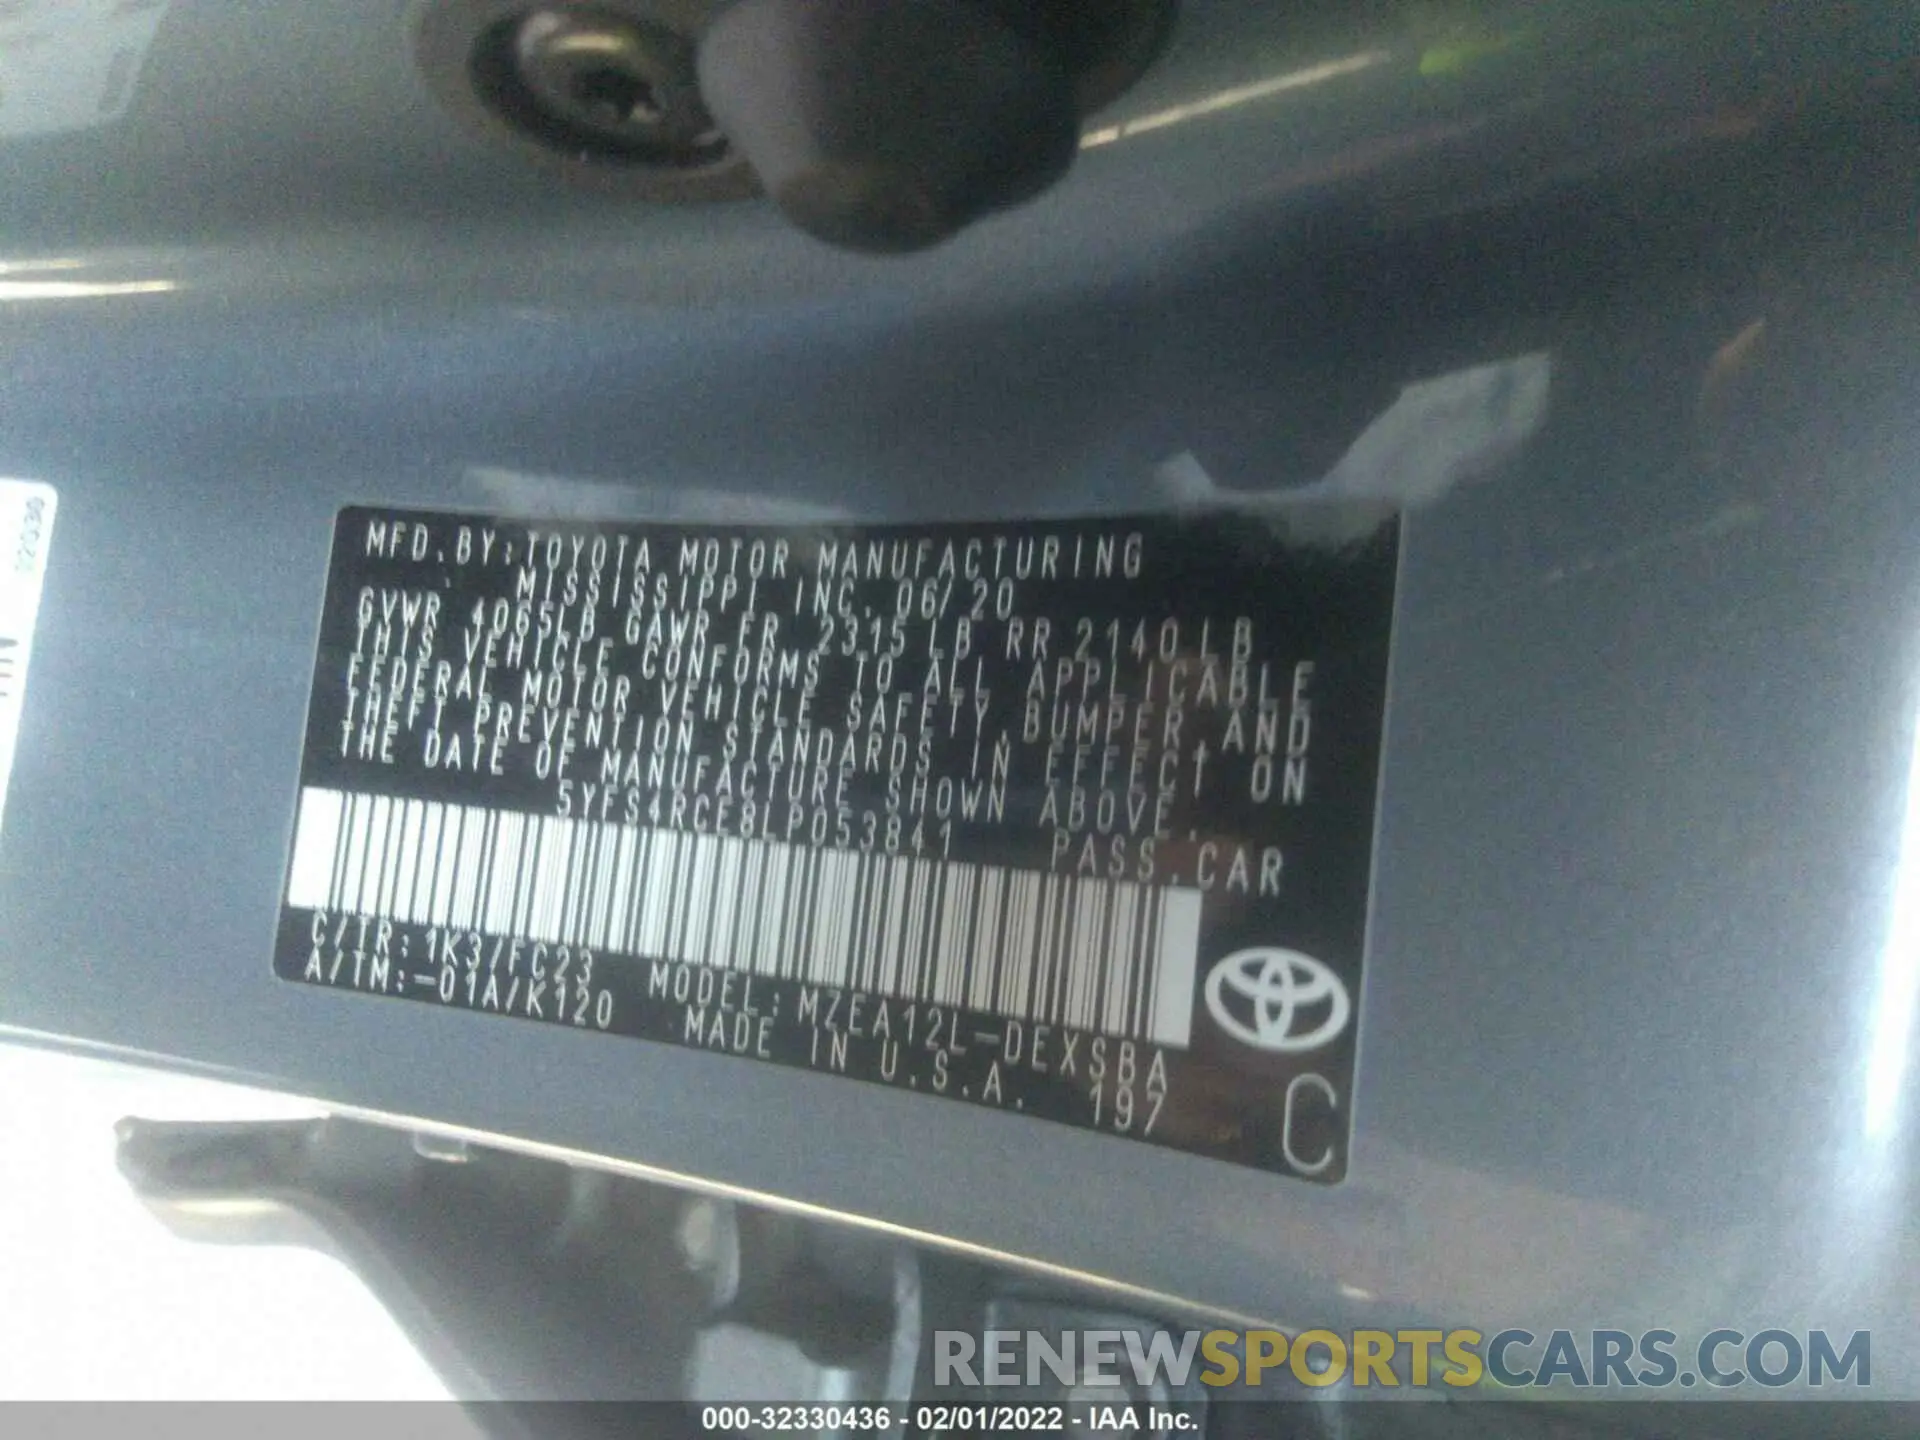 MFD.BY:TOYOTA MOTOR MANUFACTURING
MISSISSIPPI INC. 06/20
GVWR 4065LB GAWR FR 2315LB RR 2140LB
THIS VEHICLE CONFORMS TO ALL APPLICABLE
FEDERAL MOTOR VEHICLE SAFETY, BUMPER, AND
THEFT PREVENTION STANDARDS IN EFFECT ON
THE DATE OF MANUFACTURE SHOWN ABOVE.
5YFS4RCE8LP053841 PASS.CAR
C/TR:1K3/FC23 MODEL:MZEA12L-DEXSBA
A/TM:-01A/K120 MADE IN U.S.A. 197
C
RENEWSPORTSCARS.COM
000-32330436 - 02/01/2022 - IAA Inc.